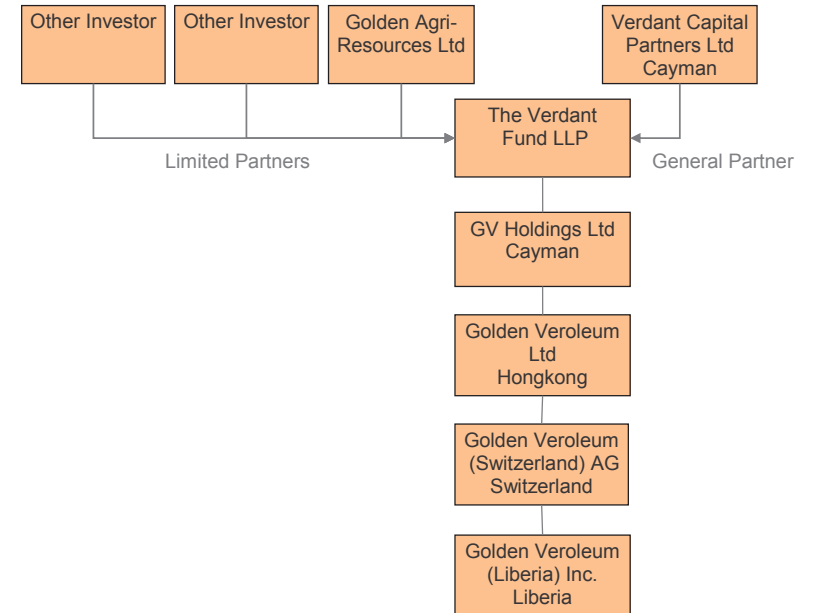 Other Investor
Other Investor
Golden Agri-
Resources Ltd
Verdant Capital
Partners Ltd
Cayman
The Verdant
Fund LLP
Limited Partners
General Partner
GV Holdings Ltd
Cayman
Golden Veroleum
Ltd
Hongkong
Golden Veroleum
(Switzerland) AG
Switzerland
Golden Veroleum
(Liberia) Inc.
Liberia